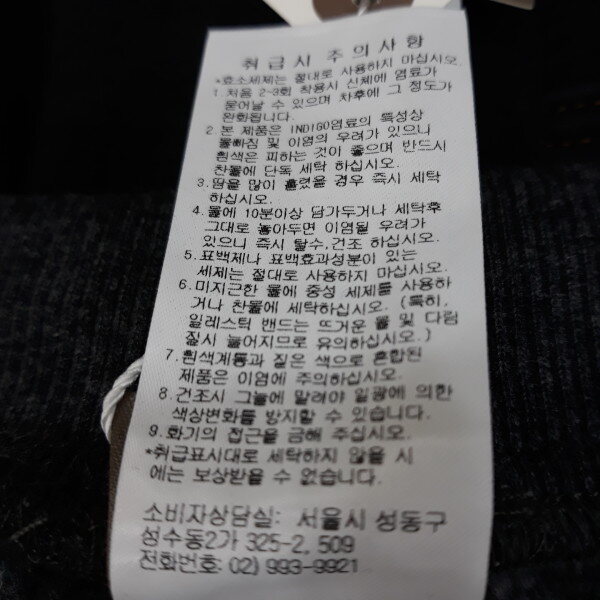 취급시 주의사항
*효소세제는 절대로 사용하지 마십시오.
1. 처음 2~3회 착용시 신체에 염료가
묻어날 수 있으며 차후에 그 정도가
완화됩니다.
2 본 제품은 INDIGO염료의 특성상
물빠짐 및 이염의 우려가 있으니
흰색은 피하는 것이 좋으며 반드시
찬물에 단독 세탁 하십시오.
3. 땀을 많이 흘렸을 경우 즉시 세탁
하십시오.
4. 물에 10분이상 담가두거나 세탁후
그대로 놓아두면 이염될 우려가
있으니 즉시 탈수, 건조 하십시오.
5. 표백제나 표백효과성분이 있는
세제는 절대로 사용하지 마십시오.
6. 미지근한 물에 중성 세제를 사용하
거나 찬물에 세탁하십시오. (특히,
일레스틱 밴드는 뜨거운 물 및 다림
질시 늘어지므로 유의하십시오.)
7. 흰색계통과 짙은 색으로 혼합된
제품은 이염에 주의하십시오.
8. 건조시 그늘에 말려야 일광에 의한
색상변화를 방지할 수 있습니다.
9. 화기의 접근을 금해 주십시오.
*취급표시대로 세탁하지 않을 시
에는 보상받을 수 없습니다.
소비자상담실: 서울시 성동구
성수동2가 325-2, 509
전화번호: 02) 993-9921